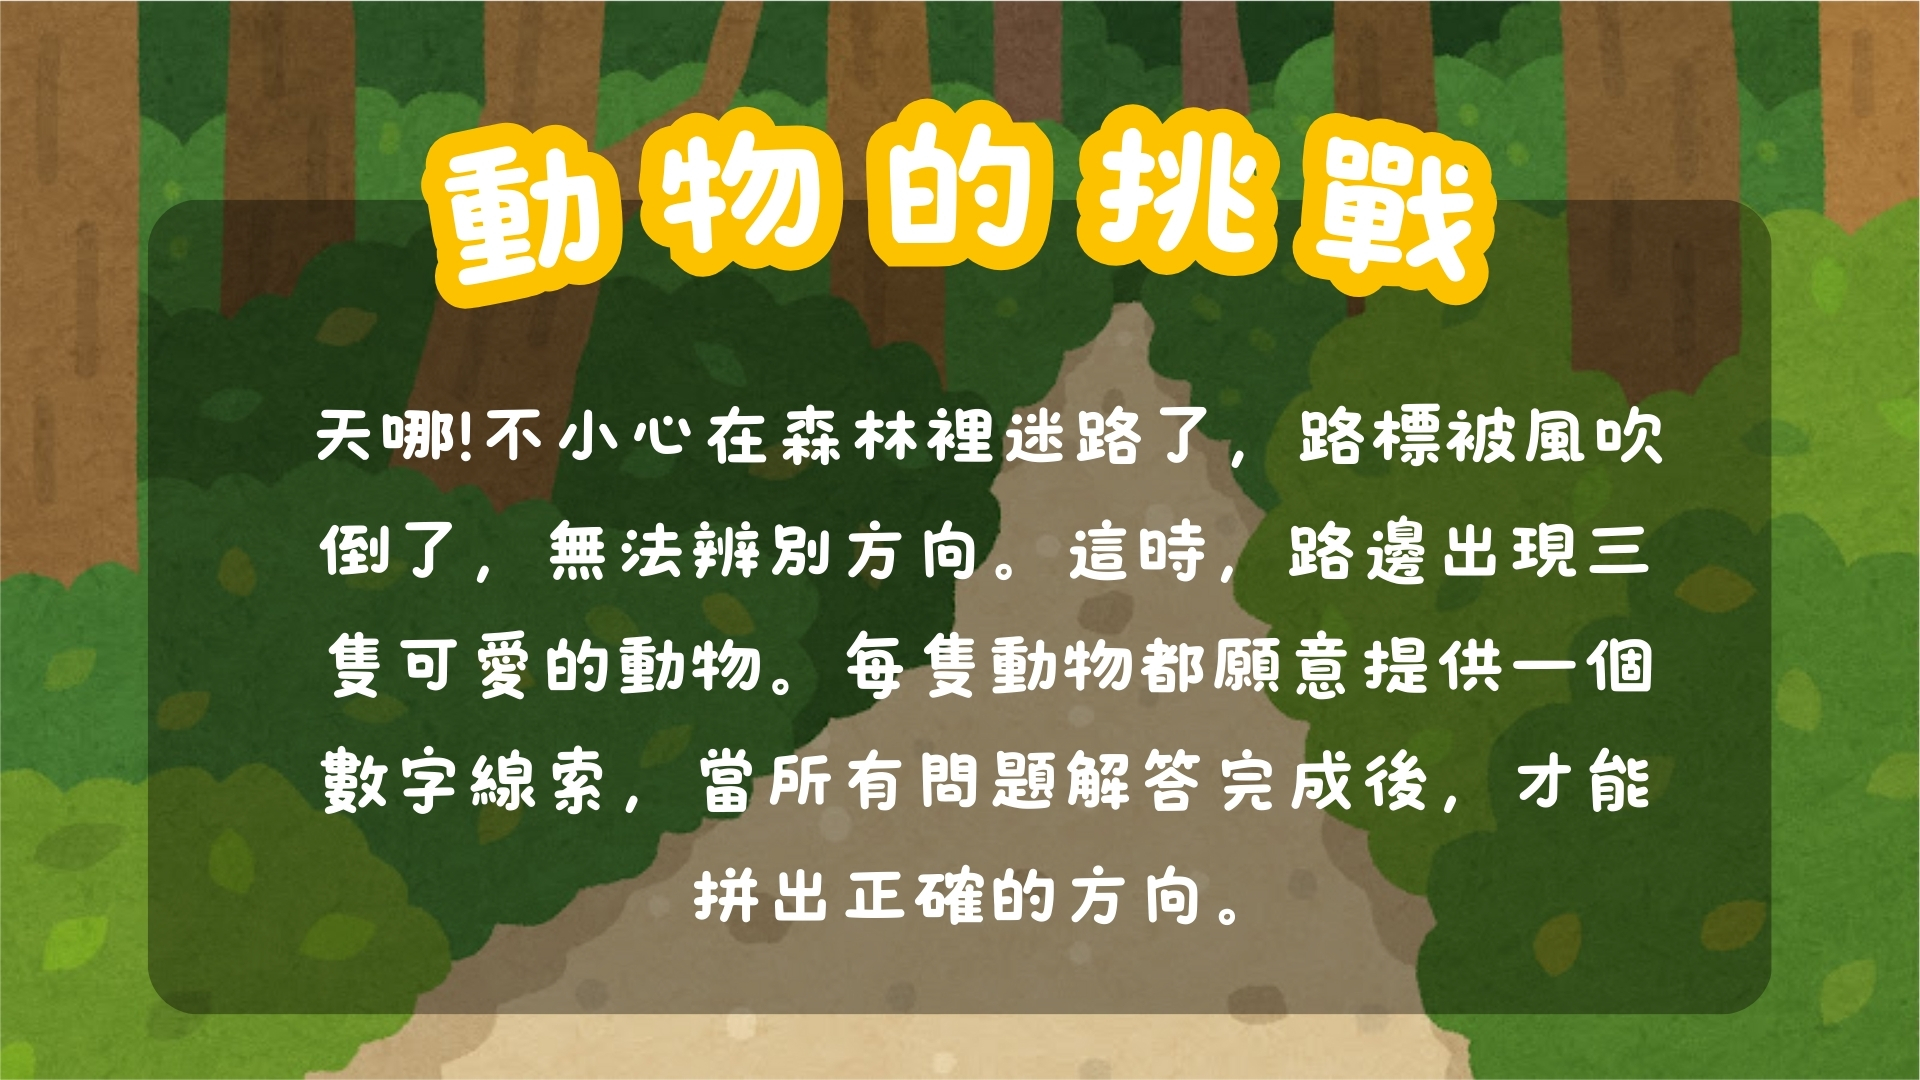 動物的挑戰
天哪!不小心在森林裡迷路了，路標被風吹
倒了，無法辨別方向。這時，路邊出現三
隻可愛的動物。每隻動物都願意提供一個
數字線索，當所有問題解答完成後，才能
拼出正確的方向。